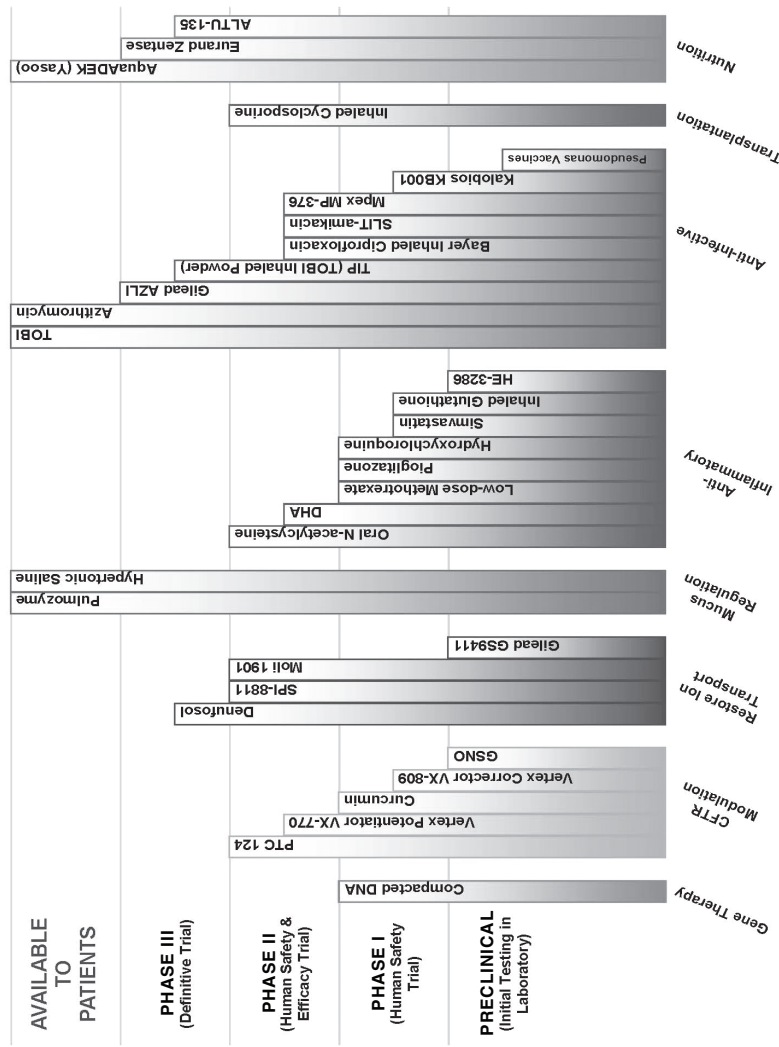 AVAILABLE
TO
PATIENTS
PHASE III
(Definitive Trial)
PHASE II
(Human Safety &
Efficacy Trial)
PHASE I
(Human Safety
Trial)
PRECLINICAL
(Initial Testing in
Laboratory)
Compacted DNA
Gene Therapy
PTC 124
Vertex Potentiator VX-770
Curcumin
Vertex Corrector VX-809
GSNO
CFTR
Modulation
Denufosol
SPI-8811
Moli 1901
Gilead GS9411
Restore Ion
Transport
Pulmozyme
Hypertonic Saline
Mucus
Regulation
Oral N-acetylcysteine
DHA
Low-dose Methotrexate
Pioglitazone
Hydroxychloroquine
Simvastatin
Inhaled Glutathione
HE-3286
Anti-
Inflammatory
TOBI
Azithromycin
Gilead AZLI
TIP (TOBI Inhaled Powder)
Bayer Inhaled Ciprofloxacin
SLIT-amikacin
Mpex MP-376
Kalobios KB001
Pseudomonas Vaccines
Anti-Infective
Inhaled Cyclosporine
Transplantation
AquaADEK (Yasoo)
Eurand Zentase
ALTU-135
Nutrition